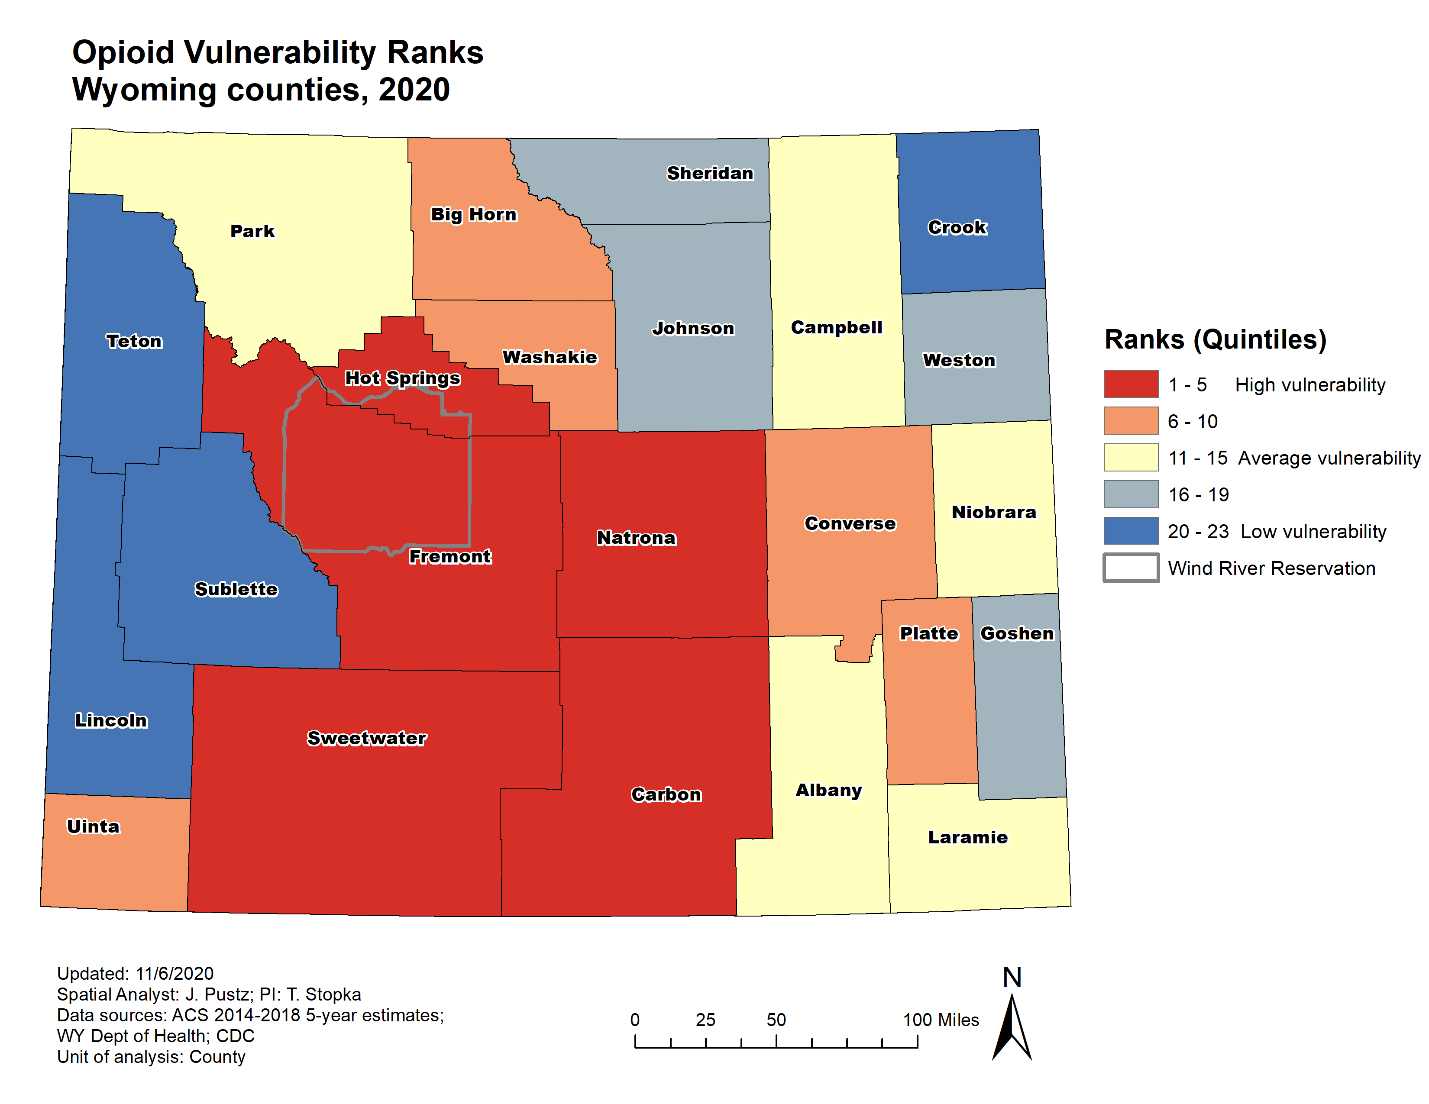 Opioid Vulnerability Ranks
Wyoming counties, 2020
Sheridan
Big Horn
Crook
Park
Johnson
Campbell
Teton
Washakie
Weston
Hot Springs
Niobrara
Converse
Natrona
Fremont
Sublette
Platte
Goshen
Lincoln
Sweetwater
Albany
Carbon
Uinta
Laramie
Ranks (Quintiles)
1 - 5 High vulnerability
6 - 10
11 - 15 Average vulnerability
16 - 19
20 - 23 Low vulnerability
Wind River Reservation
Updated: 11/6/2020
Spatial Analyst: J. Pustz; PI: T. Stopka
Data sources: ACS 2014-2018 5-year estimates;
WY Dept of Health; CDC
Unit of analysis: County
0 25 50 100 Miles
N